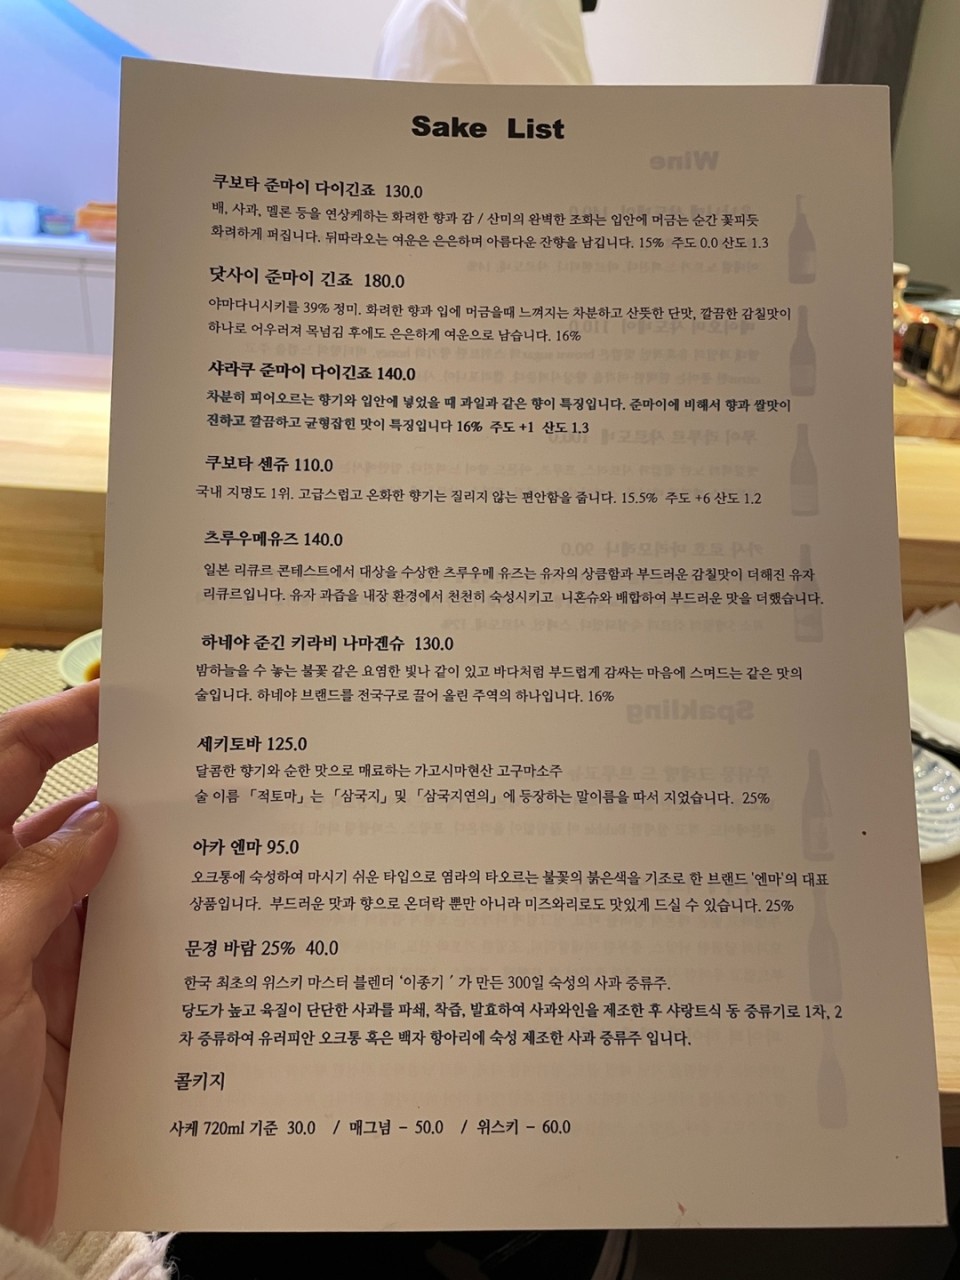 Sake List
쿠보타 준마이 다이긴죠 130.0
배, 사과, 멜론 등을 연상케하는 화려한 향과 감 / 산미의 완벽한 조화는 입안에 머금는 순간 꽃피듯
화려하게 퍼집니다. 뒤따라오는 여운은 은은하며 아름다운 잔향을 남깁니다. 15% 주도 0.0 산도 1.3
닷사이 준마이 긴죠 180.0
야마다니시키를 39% 정미. 화려한 향과 입에 머금을때 느껴지는 차분하고 산뜻한 단맛, 깔끔한 감칠맛이
하나로 어우러져 목넘김 후에도 은은하게 여운으로 남습니다. 16%
샤라쿠 준마이 다이긴죠 140.0
차분히 피어오르는 향기와 입안에 넣었을 때 과일과 같은 향이 특징입니다. 준마이에 비해서 향과 쌀맛이
진하고 깔끔하고 균형잡힌 맛이 특징입니다 16% 주도 +1 산도 1.3
쿠보타 센쥬 110.0
국내 지명도 1위. 고급스럽고 온화한 향기는 질리지 않는 편안함을 줍니다. 15.5% 주도 +6 산도 1.2
츠루우메유즈 140.0
일본 리큐르 콘테스트에서 대상을 수상한 츠루우메 유즈는 유자의 상큼함과 부드러운 감칠맛이 더해진 유자
리큐르입니다. 유자 과즙을 내장 환경에서 천천히 숙성시키고 니혼슈와 배합하여 부드러운 맛을 더했습니다.
하네야 준긴 키라비 나마겐슈 130.0
밤하늘을 수 놓는 불꽃 같은 요염한 빛나 같이 있고 바다처럼 부드럽게 감싸는 마음에 스며드는 같은 맛의
술입니다. 하네야 브랜드를 전국구로 끌어 올린 주역의 하나입니다. 16%
세키토바 125.0
달콤한 향기와 순한 맛으로 매료하는 가고시마현산 고구마소주
술 이름 「적토마」는 「삼국지」및 「삼국지연의」에 등장하는 말이름을 따서 지었습니다. 25%
아카 엔마 95.0
오크통에 숙성하여 마시기 쉬운 타입으로 염라의 타오르는 불꽃의 붉은색을 기조로 한 브랜드 '엔마'의 대표
상품입니다. 부드러운 맛과 향으로 온더락 뿐만 아니라 미즈와리로도 맛있게 드실 수 있습니다. 25%
문경 바람 25% 40.0
한국 최초의 위스키 마스터 블렌더 ‘이종기 ′ 가 만든 300일 숙성의 사과 증류주.
당도가 높고 육질이 단단한 사과를 파쇄, 착즙, 발효하여 사과와인을 제조한 후 샤랑트식 동 증류기로 1차, 2
차 증류하여 유러피안 오크통 혹은 백자 항아리에 숙성 제조한 사과 증류주 입니다.
콜키지
사케 720ml 기준 30.0 / 매그넘 - 50.0 / 위스키 - 60.0